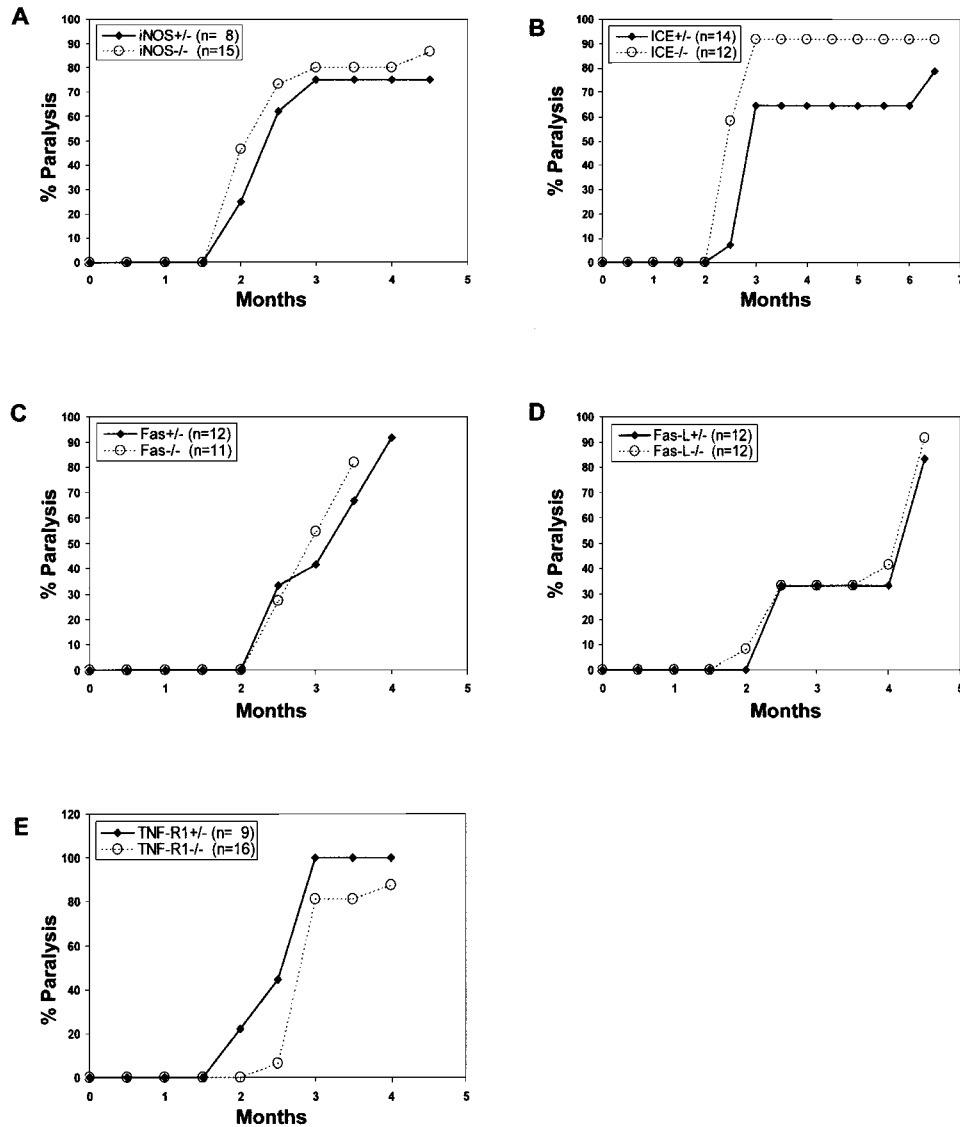 A
iNOS+/- (n= 8)
iNOS-/- (n=15)
100
90
80
70
60
50
40
30
20
10
0
% Paralysis
0 1 2 3 4 5
Months
B
ICE+/- (n=14)
ICE-/- (n=12)
100
90
80
70
60
50
40
30
20
10
0
% Paralysis
0 1 2 3 4 5 6 7
Months
C
Fas+/- (n=12)
Fas-/- (n=11)
100
90
80
70
60
50
40
30
20
10
0
% Paralysis
0 1 2 3 4 5
Months
D
Fas-L+/- (n=12)
Fas-L-/- (n=12)
100
90
80
70
60
50
40
30
20
10
0
% Paralysis
0 1 2 3 4 5
Months
E
TNF-R1+/- (n= 9)
TNF-R1-/- (n=16)
120
100
80
60
40
20
0
% Paralysis
0 1 2 3 4 5
Months